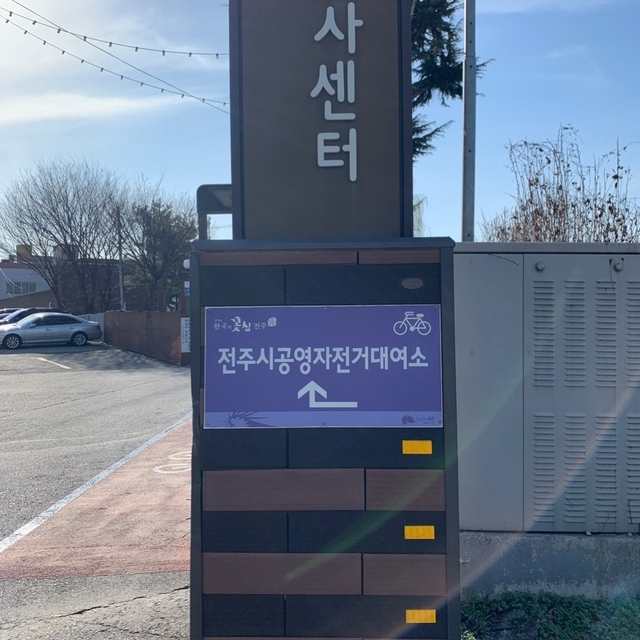 사센터
한국의 꽃심 전주
전주시공영자전거대여소